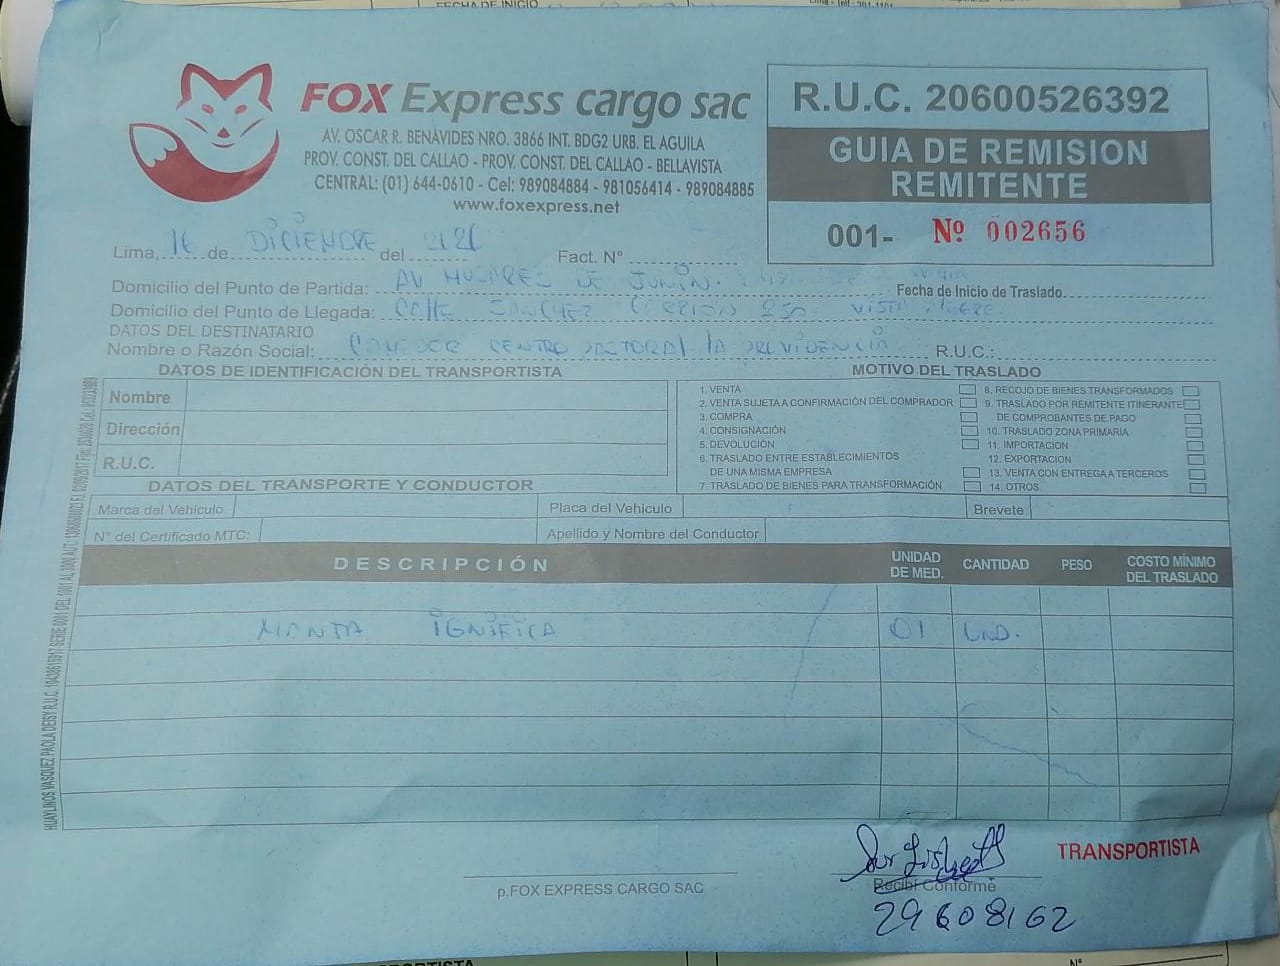 FECHA DE INICIO
FOX Express cargo sac
AV. OSCAR R. BENAVIDES NRO. 3866 INT. BDG2 URB. EL AGUILA
PROV. CONST. DEL CALLAO - PROV. CONST. DEL CALLAO - BELLAVISTA
CENTRAL: (01) 644-0610 - Cel: 989084884 - 981056414 - 989084885
www.foxexpress.net
R.U.C. 20600526392
GUIA DE REMISION
REMITENTE
001- Nº 002656
Lima, 16 de DICIEMBRE del Fact. Nº
Domicilio del Punto de Partida: AV HUSARES DE JUNIN. Fecha de Inicio de Traslado
Domicilio del Punto de Llegada: CALLE SANCHEZ CERRION 250 VISTA ALEGRE
DATOS DEL DESTINATARIO
Nombre o Razón Social: COMEDOR CENTRO PASTORAL LA PROVIDENCIA R.U.C.:
DATOS DE IDENTIFICACIÓN DEL TRANSPORTISTA
Nombre
Dirección
R.U.C.
MOTIVO DEL TRASLADO
1. VENTA
2. VENTA SUJETA A CONFIRMACIÓN DEL COMPRADOR
3. COMPRA
4. CONSIGNACIÓN
5. DEVOLUCIÓN
6. TRASLADO ENTRE ESTABLECIMIENTOS
DE UNA MISMA EMPRESA
7. TRASLADO DE BIENES PARA TRANSFORMACIÓN
8. RECOJO DE BIENES TRANSFORMADOS
9. TRASLADO POR REMITENTE ITINERANTE
DE COMPROBANTES DE PAGO
10. TRASLADO ZONA PRIMARIA
11. IMPORTACION
12. EXPORTACION
13. VENTA CON ENTREGA A TERCEROS
14. OTROS
DATOS DEL TRANSPORTE Y CONDUCTOR
Marca del Vehículo Placa del Vehículo Brevete
Nº del Certificado MTC: Apellido y Nombre del Conductor
DESCRIPCIÓN UNIDAD DE MED. CANTIDAD PESO COSTO MÍNIMO DEL TRASLADO
MANTA IGNIFICA 01 UND.
p.FOX EXPRESS CARGO SAC
Recibí Conforme
29608162
TRANSPORTISTA